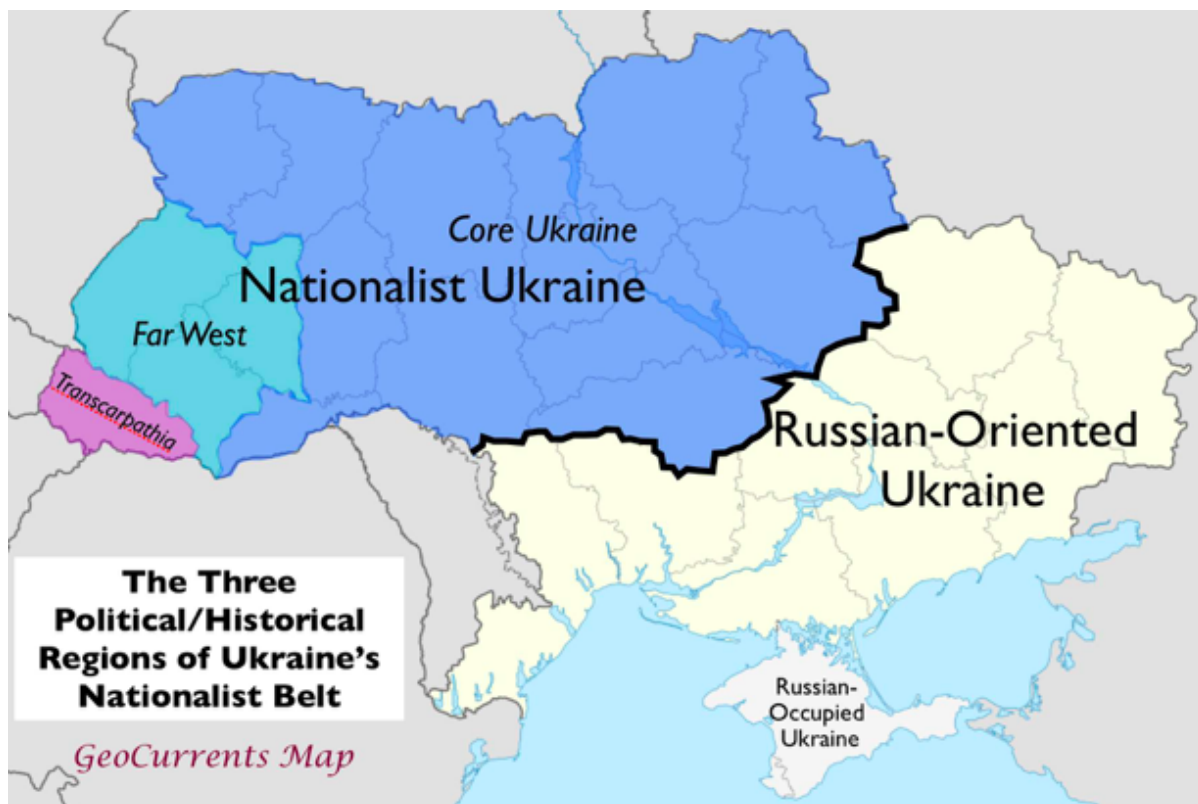 Core Ukraine
Nationalist Ukraine
Far West
Transcarpathia
Russian-Oriented
Ukraine
The Three
Political/Historical
Regions of Ukraine's
Nationalist Belt
GeoCurrents Map
Russian-
Occupied
Ukraine